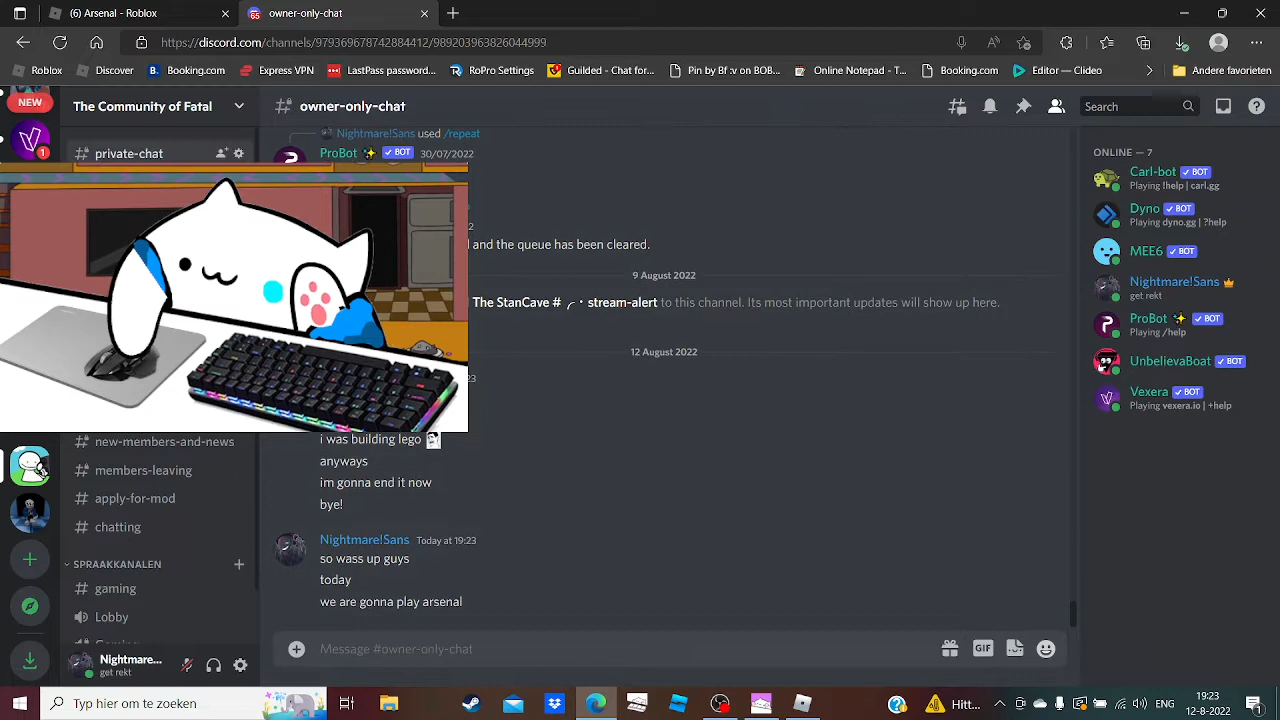 (6) Arsenal - Roblox
owner-only-chat
https://discord.com/channels/979369678742884412/989203963826044999
Roblox
Discover
Booking.com
Express VPN
LastPass password...
RoPro Settings
Guilded - Chat for...
Pin by Bf:v on BOB...
Online Notepad - T...
Booking.com
Editor — Clideo
Andere favorieten
NEW
The Community of Fatal
owner-only-chat
Search
private-chat
Nightmare!Sans used /repeat
ProBot ✨ BOT 30/07/2022
and the queue has been cleared.
9 August 2022
The StanCave # ╭・stream-alert to this channel. Its most important updates will show up here.
12 August 2022
i was building lego
anyways
im gonna end it now
bye!
Nightmare!Sans Today at 19:23
so wass up guys
today
we are gonna play arsenal
Message #owner-only-chat
GIF
new-members-and-news
members-leaving
apply-for-mod
chatting
SPRAAKKANALEN
gaming
Lobby
Nightmare...
get rekt
ONLINE — 7
Carl-bot BOT
Playing !help | carl.gg
Dyno BOT
Playing dyno.gg | ?help
MEE6 BOT
Nightmare!Sans
get rekt
ProBot ✨ BOT
Playing /help
UnbelievaBoat BOT
Vexera BOT
Playing vexera.io | +help
Typ hier om te zoeken
Hitt...
ENG
19:23
12-8-2022